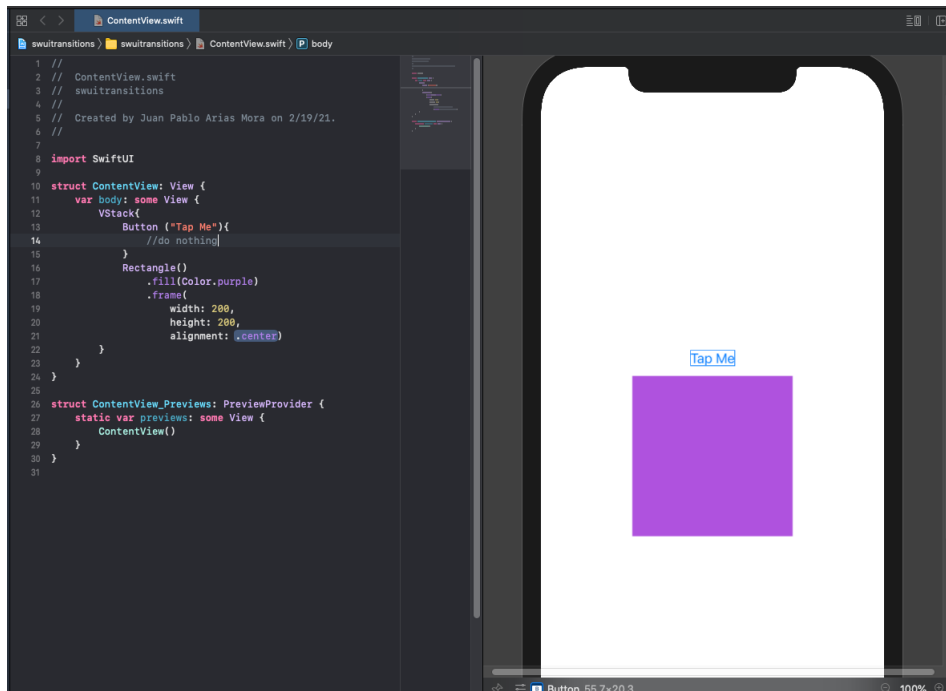 ContentView.swift
swuitransitions swuitransitions ContentView.swift P body
1 //
2 //  ContentView.swift
3 //  swuitransitions
4 //
5 //  Created by Juan Pablo Arias Mora on 2/19/21.
6 //
7
8 import SwiftUI
9
10 struct ContentView: View {
11     var body: some View {
12         VStack{
13             Button ("Tap Me"){
14                 //do nothing
15             }
16             Rectangle()
17                 .fill(Color.purple)
18                 .frame(
19                     width: 200,
20                     height: 200,
21                     alignment: .center)
22         }
23     }
24 }
25
26 struct ContentView_Previews: PreviewProvider {
27     static var previews: some View {
28         ContentView()
29     }
30 }
31
Tap Me
Button 55.7×20.3
100%